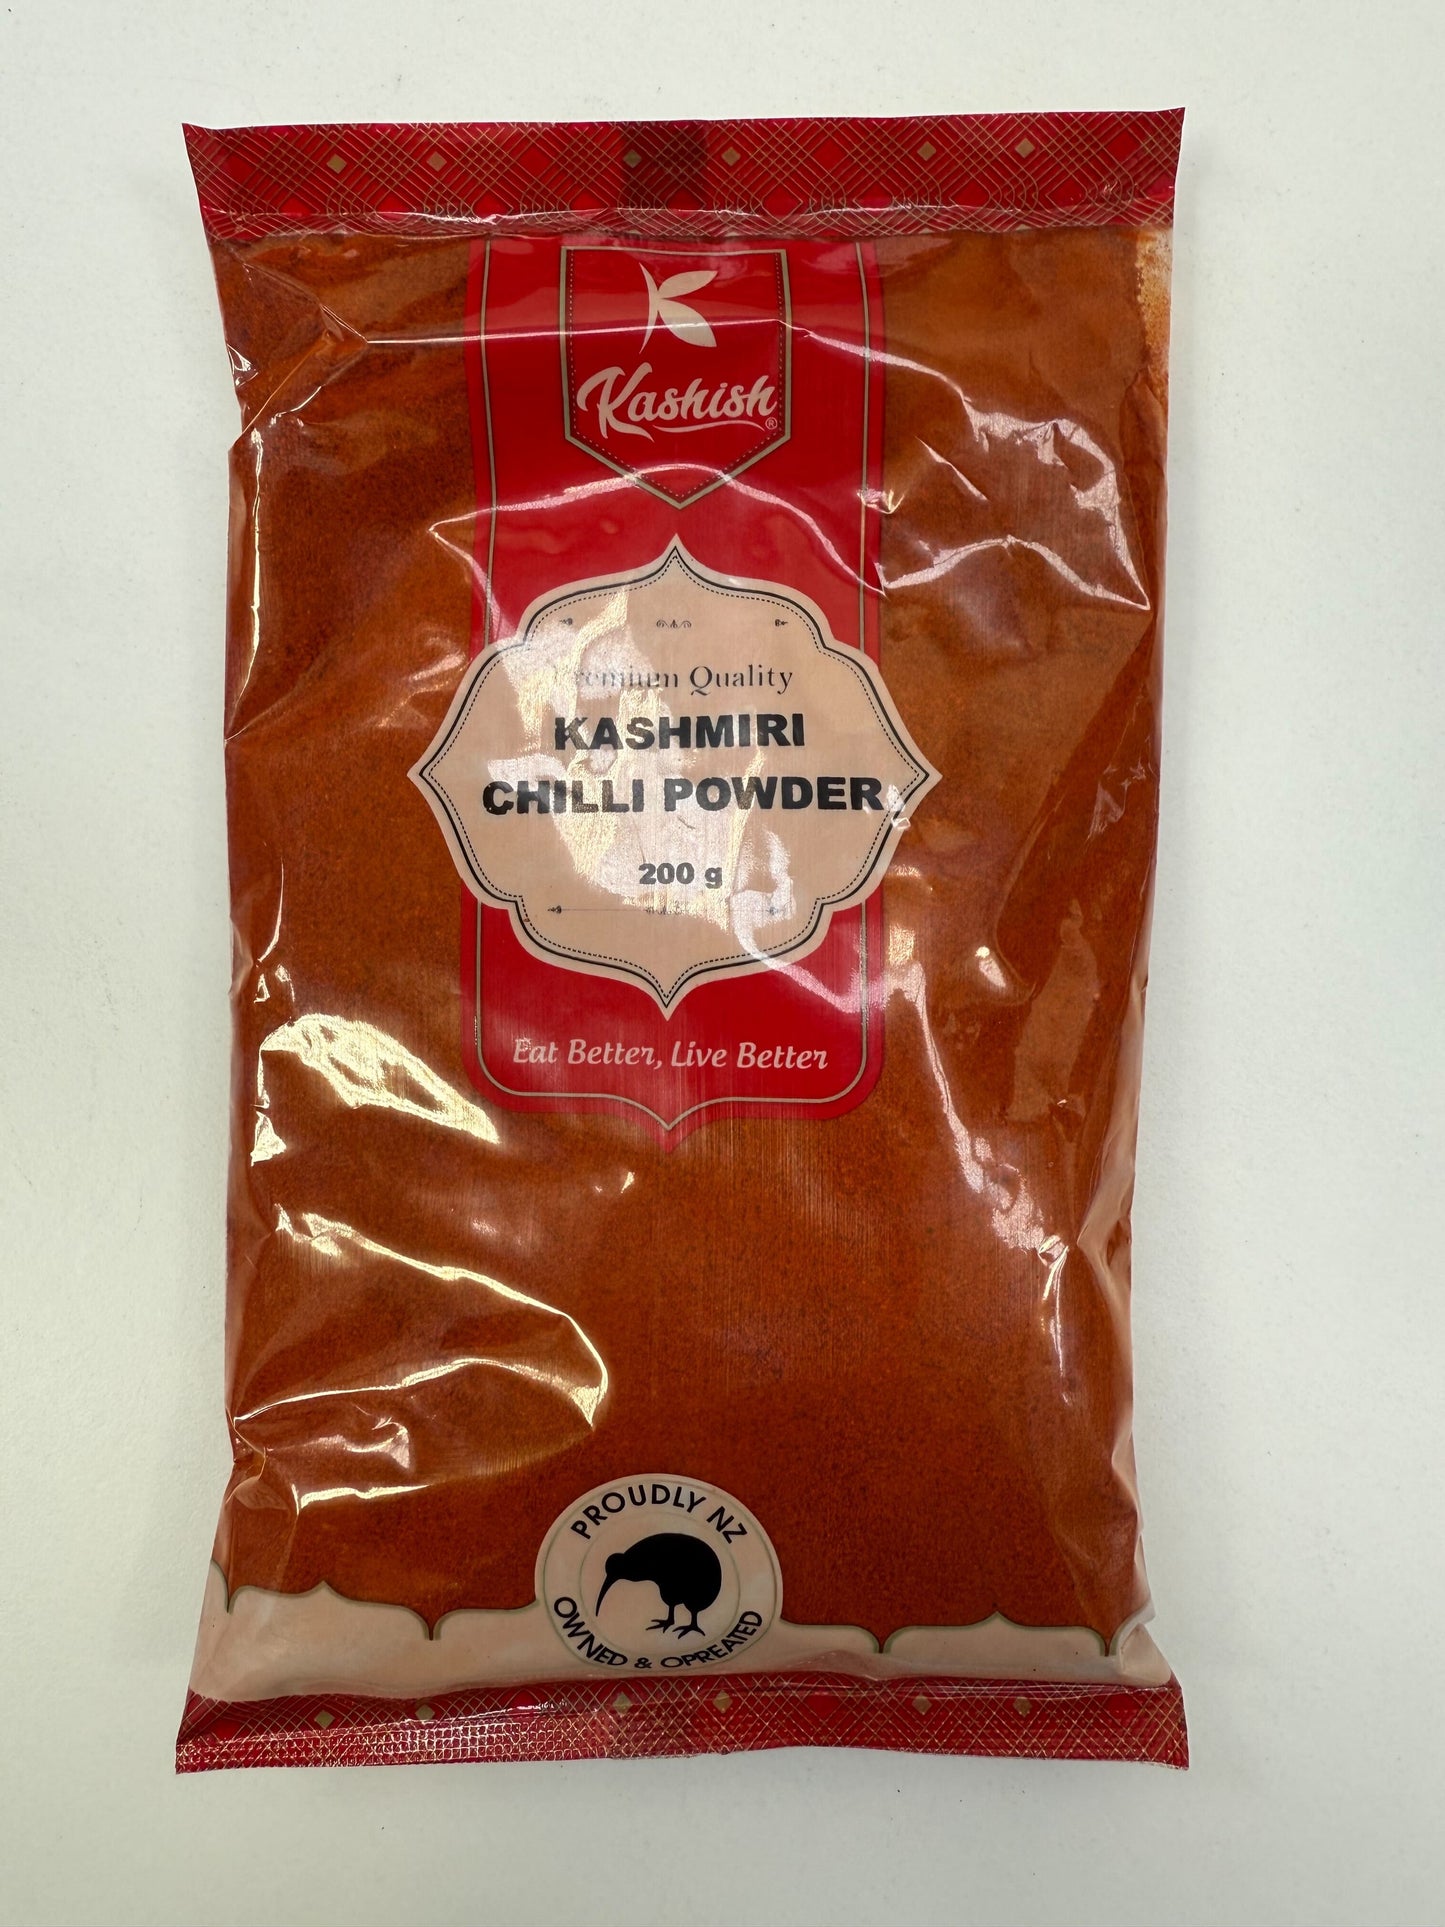 Kashish®
Premium Quality
KASHMIRI
CHILLI POWDER
200 g
Eat Better, Live Better
PROUDLY NZ
OWNED & OPREATED